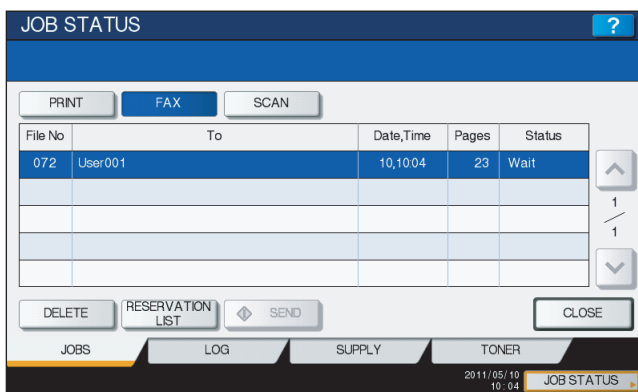 JOB STATUS
?
PRINT FAX SCAN
File No To Date,Time Pages Status
072 User001 10,10:04 23 Wait
1
1
DELETE RESERVATION LIST SEND CLOSE
JOBS LOG SUPPLY TONER
2011/05/10
10:04
JOB STATUS